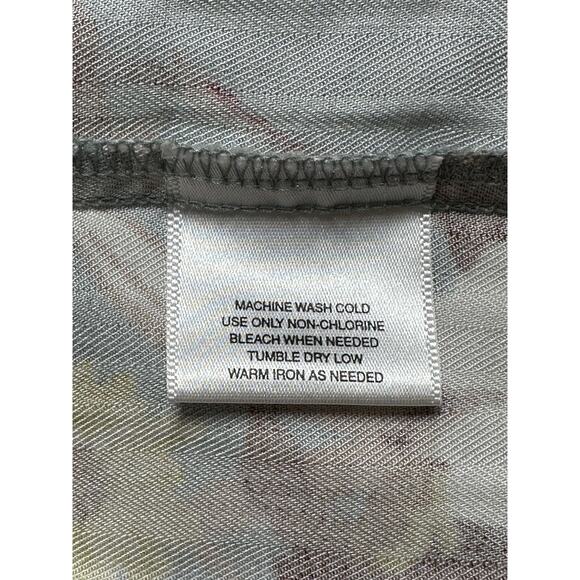 MACHINE WASH COLD
USE ONLY NON-CHLORINE
BLEACH WHEN NEEDED
TUMBLE DRY LOW
WARM IRON AS NEEDED